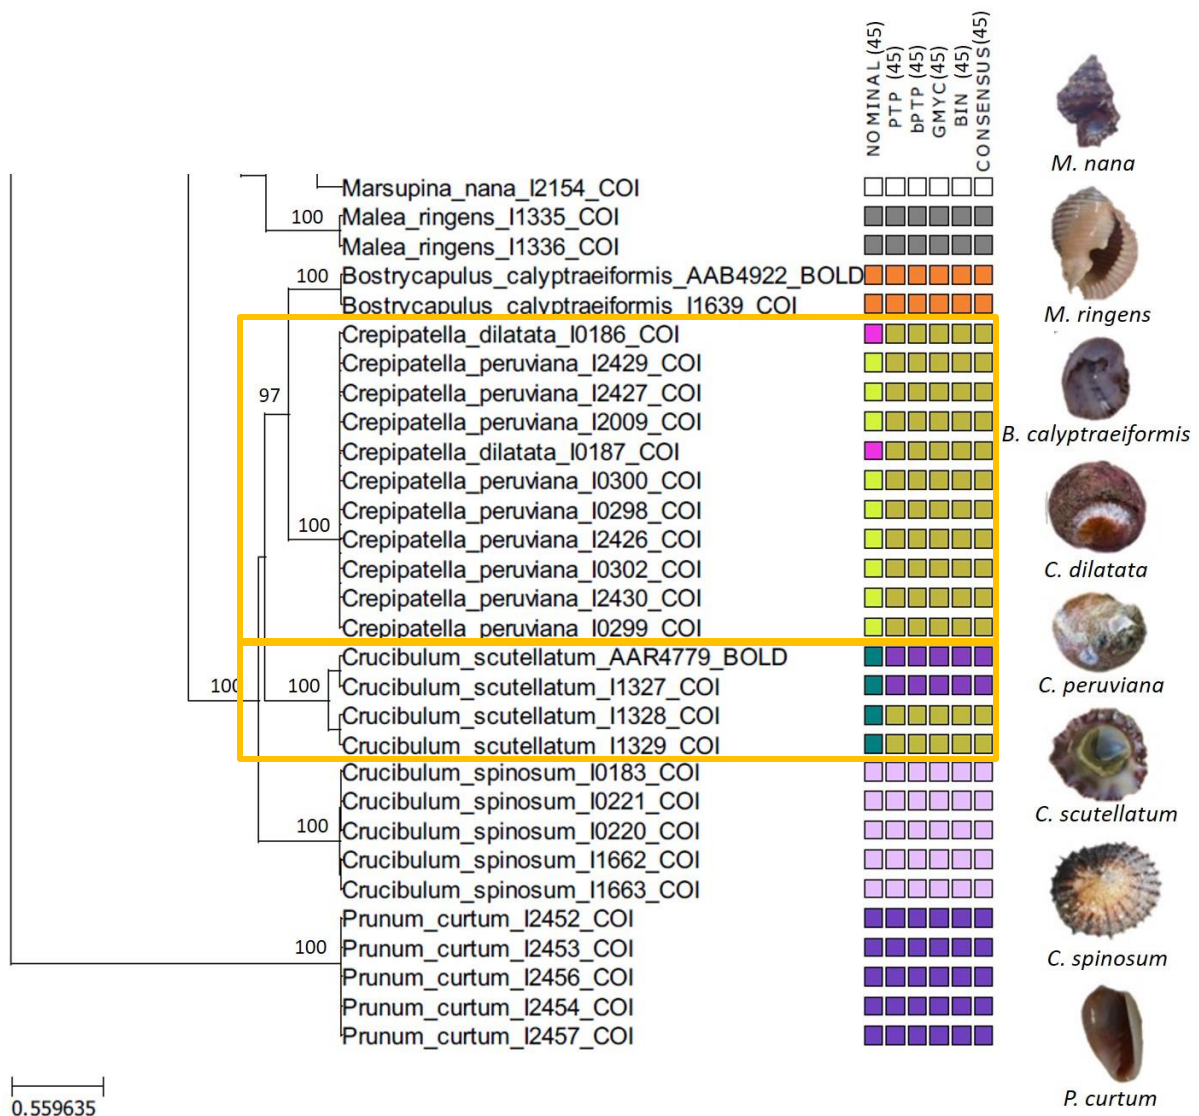 NOMINAL (45)
PTP (45)
bPTP (45)
GMYC (45)
BIN (45)
CONSENSUS (45)
Marsupina_nana_I2154_COI
100
Malea_ringens_I1335_COI
Malea_ringens_I1336_COI
100
Bostrycapulus_calyptraeiformis_AAB4922_BOLD
Bostrycapulus_calyptraeiformis_I1639_COI
Crepipatella_dilatata_I0186_COI
Crepipatella_peruviana_I2429_COI
97
Crepipatella_peruviana_I2427_COI
Crepipatella_peruviana_I2009_COI
Crepipatella_dilatata_I0187_COI
Crepipatella_peruviana_I0300_COI
Crepipatella_peruviana_I0298_COI
100
Crepipatella_peruviana_I2426_COI
Crepipatella_peruviana_I0302_COI
Crepipatella_peruviana_I2430_COI
Crepipatella_peruviana_I0299_COI
Crucibulum_scutellatum_AAR4779_BOLD
100
100
Crucibulum_scutellatum_I1327_COI
Crucibulum_scutellatum_I1328_COI
Crucibulum_scutellatum_I1329_COI
Crucibulum_spinosum_I0183_COI
Crucibulum_spinosum_I0221_COI
100
Crucibulum_spinosum_I0220_COI
Crucibulum_spinosum_I1662_COI
Crucibulum_spinosum_I1663_COI
Prunum_curtum_I2452_COI
100
Prunum_curtum_I2453_COI
Prunum_curtum_I2456_COI
Prunum_curtum_I2454_COI
Prunum_curtum_I2457_COI
0.559635
M. nana
M. ringens
B. calyptraeiformis
C. dilatata
C. peruviana
C. scutellatum
C. spinosum
P. curtum